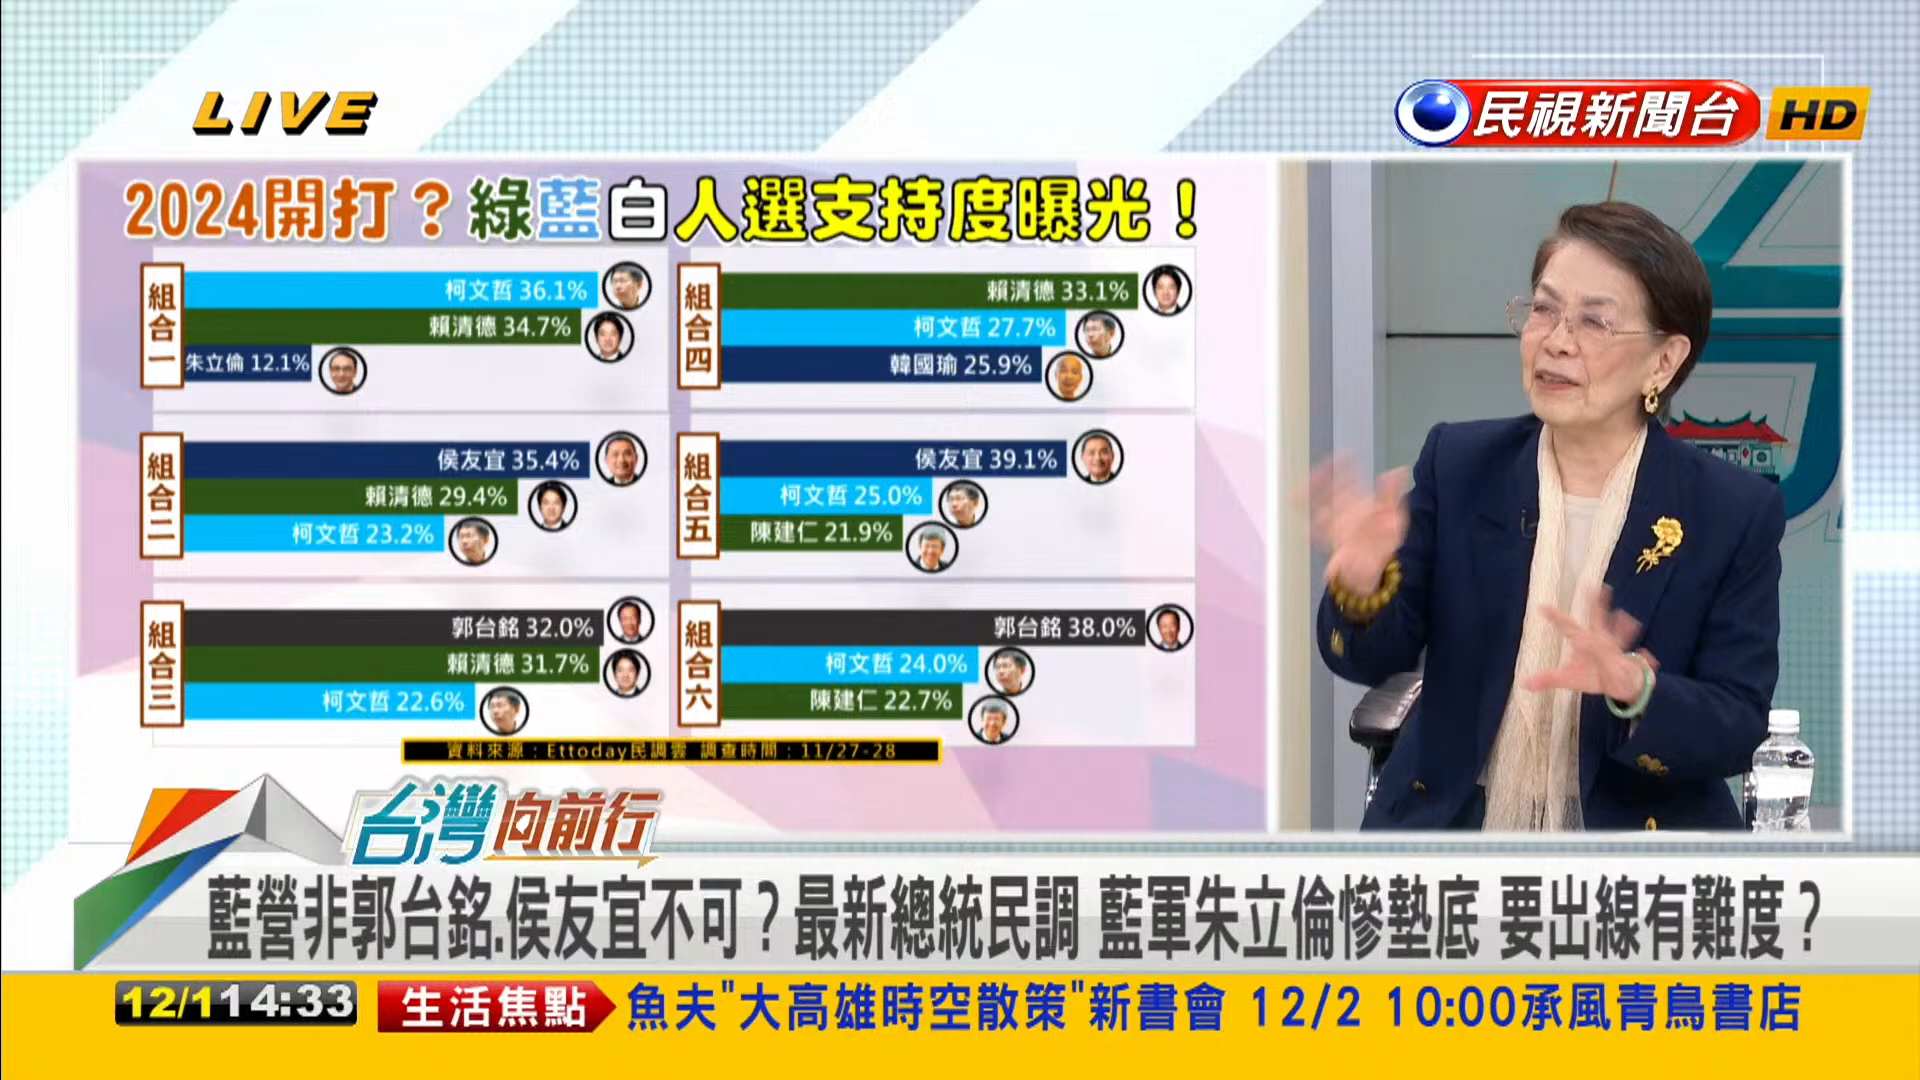 LIVE
民視新聞台 HD
2024開打？綠藍白人選支持度曝光！
組合一
柯文哲 36.1%
賴清德 34.7%
朱立倫 12.1%
組合二
侯友宜 35.4%
賴清德 29.4%
柯文哲 23.2%
組合三
郭台銘 32.0%
賴清德 31.7%
柯文哲 22.6%
組合四
賴清德 33.1%
柯文哲 27.7%
韓國瑜 25.9%
組合五
侯友宜 39.1%
柯文哲 25.0%
陳建仁 21.9%
組合六
郭台銘 38.0%
柯文哲 24.0%
陳建仁 22.7%
資料來源：Ettoday民調雲 調查時間：11/27-28
台灣向前行
藍營非郭台銘.侯友宜不可？最新總統民調 藍軍朱立倫慘墊底 要出線有難度？
12/1 14:33 生活焦點 魚夫"大高雄時空散策"新書會 12/2 10:00承風青鳥書店